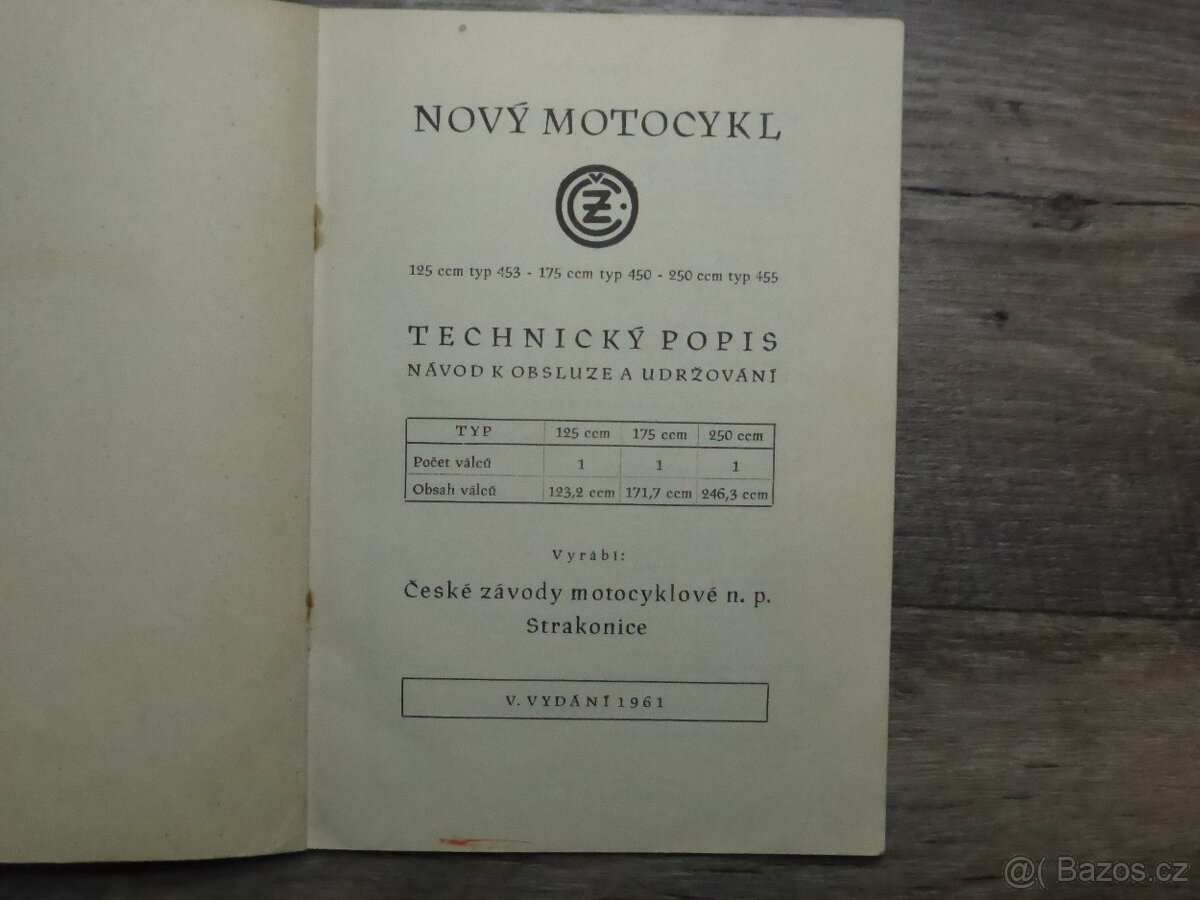 NOVÝ MOTOCYKL
ČZ
125 ccm typ 453 - 175 ccm typ 450 - 250 ccm typ 455
TECHNICKÝ POPIS
NÁVOD K OBSLUZE A UDRŽOVÁNÍ
TYP 125 ccm 175 ccm 250 ccm
Počet válců 1 1 1
Obsah válců 123,2 ccm 171,7 ccm 246,3 ccm
Vyrábí:
České závody motocyklové n. p.
Strakonice
V. VYDÁNÍ 1961
@( Bazos.cz